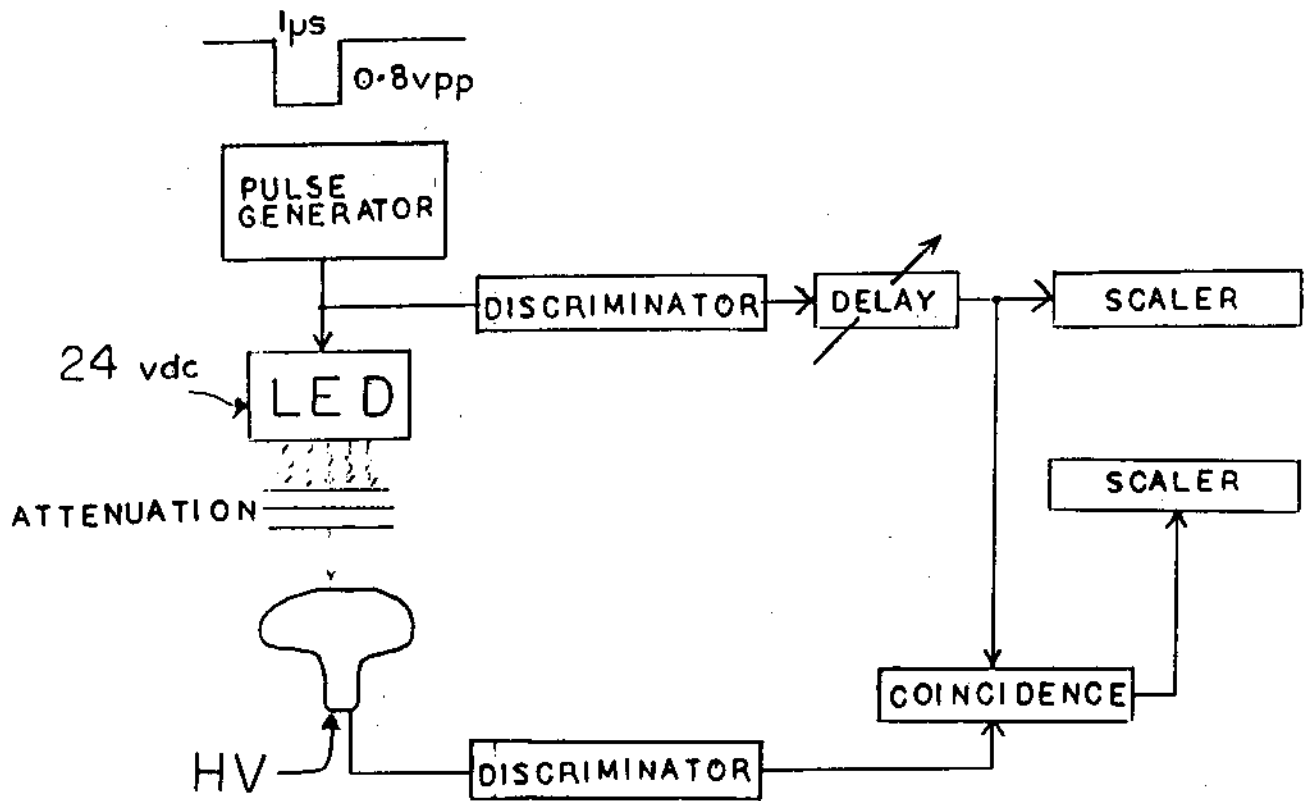 1μs
0.8vpp
PULSE
GENERATOR
DISCRIMINATOR
DELAY
SCALER
24 vdc
LED
ATTENUATION
SCALER
COINCIDENCE
HV
DISCRIMINATOR